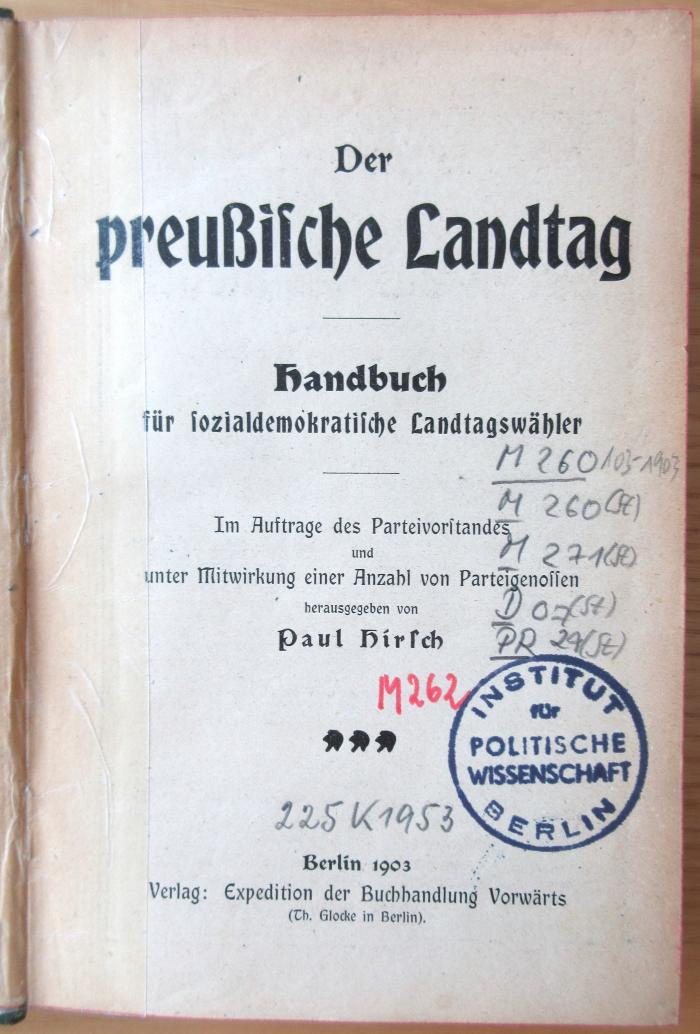 Der
preußiſche Landtag
Handbuch
für ſozialdemokratiſche Landtagswähler
M 260/03-1903
M 260(St)
Im Auftrage des Parteivorſtandes
M 271(St)
und
unter Mitwirkung einer Anzahl von Parteigenoſſen
D 07(St)
herausgegeben von
PR 29(St)
Paul Hirſch
M262
INSTITUT
für
POLITISCHE
WISSENSCHAFT
BERLIN
225 K 1953
Berlin 1903
Verlag: Expedition der Buchhandlung Vorwärts
(Th. Glocke in Berlin).